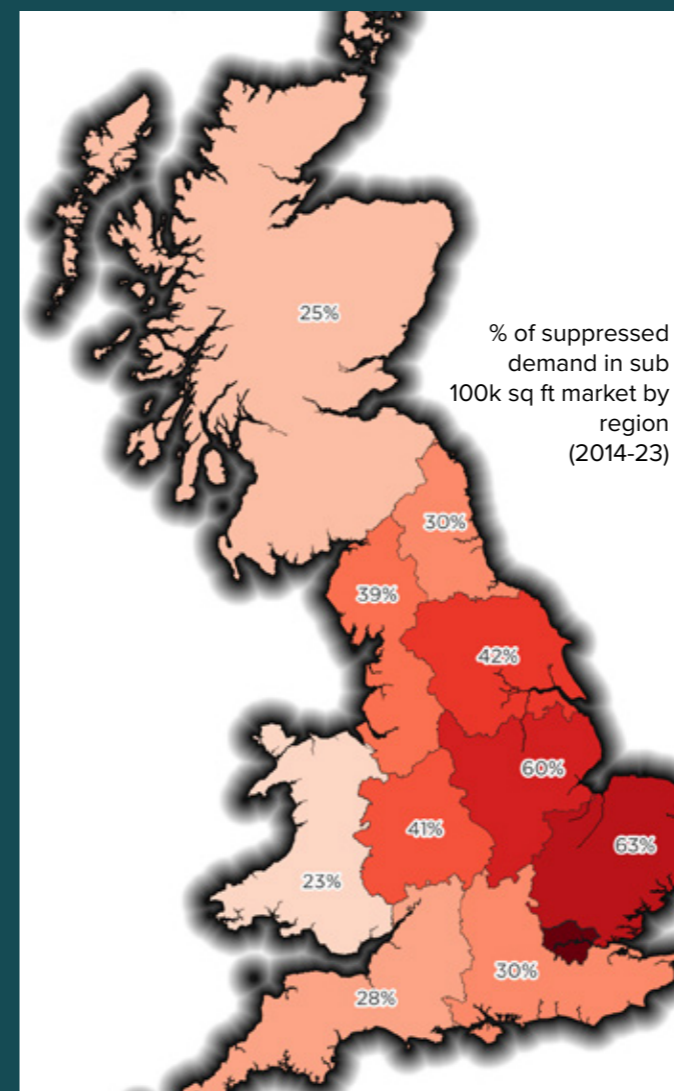 25%
% of suppressed
demand in sub
100k sq ft market by
region
(2014-23)
30%
39%
42%
60%
41%
63%
23%
30%
28%